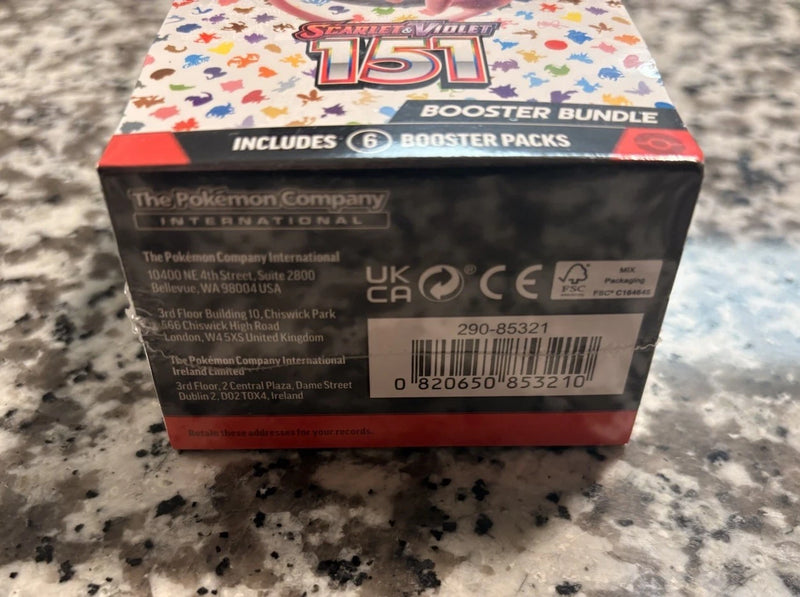 SCARLET & VIOLET
151
BOOSTER BUNDLE
INCLUDES 6 BOOSTER PACKS
The Pokémon Company
INTERNATIONAL
The Pokémon Company International
10400 NE 4th Street, Suite 2800
Bellevue, WA 98004 USA
3rd Floor Building 10, Chiswick Park
566 Chiswick High Road
London, W4 5XS United Kingdom
The Pokémon Company International
Ireland Limited
3rd Floor, 2 Central Plaza, Dame Street
Dublin 2, D02 T0X4, Ireland
Retain these addresses for your records.
UK
CA
®
CE
FSC
MIX
Packaging
FSC® C104645
290-85321
0 820650 853210